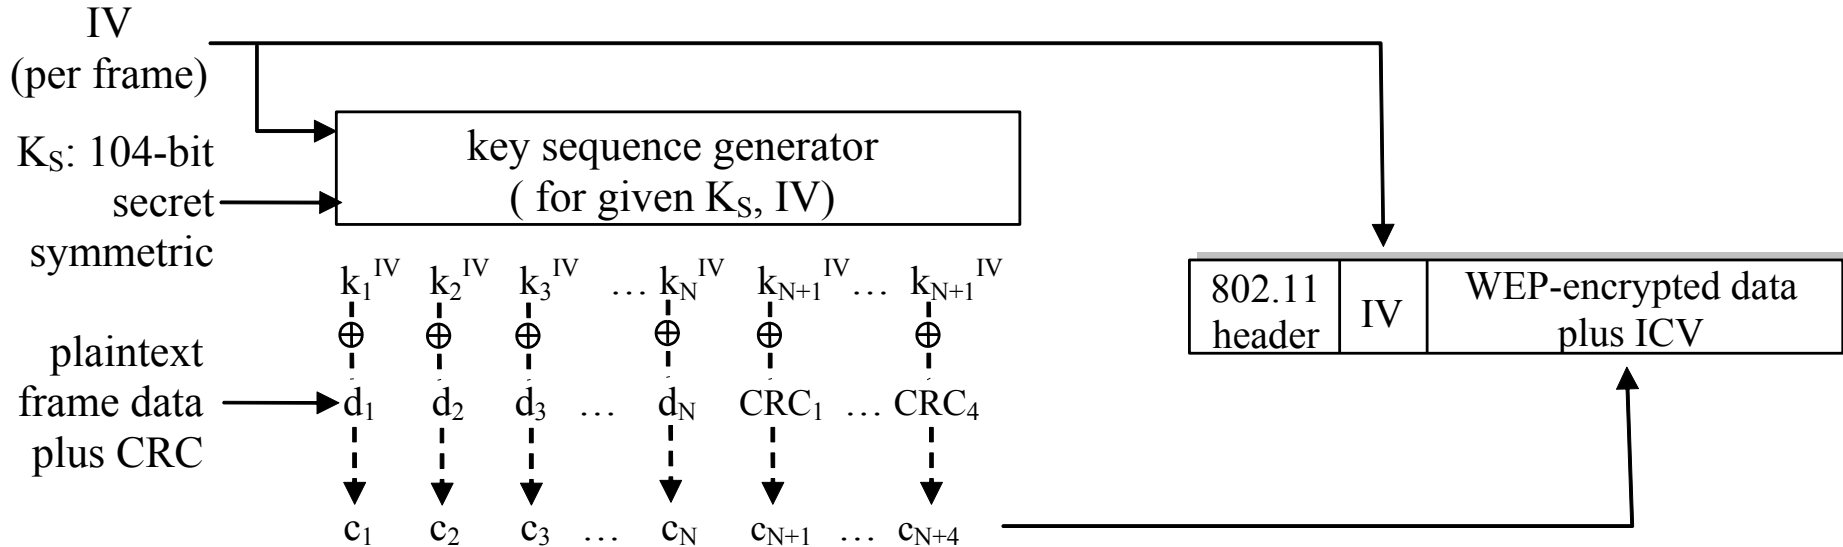 IV
(per frame)
K_S: 104-bit
secret
symmetric
key sequence generator
( for given K_S, IV)
k_1^IV k_2^IV k_3^IV … k_N^IV k_N+1^IV … k_N+1^IV
802.11
header
IV
WEP-encrypted data
plus ICV
plaintext
frame data
plus CRC
d_1 d_2 d_3 … d_N CRC_1 … CRC_4
c_1 c_2 c_3 … c_N c_N+1 … c_N+4